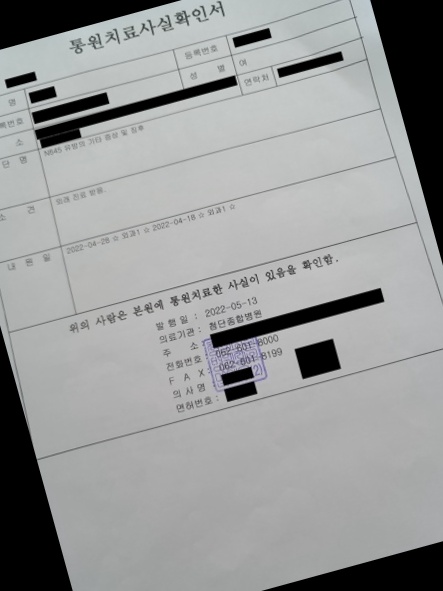 통원치료사실확인서
등록번호
명 성 별 여
록번호 연락처
소
단 명 N645 유방의 기타 증상 및 징후
소 견 외래 진료 받음.
내 원 일 2022-04-28 ☆ 외과1 ☆ 2022-04-18 ☆ 외과1 ☆
위의 사람은 본원에 통원치료한 사실이 있음을 확인함.
발 행 일 : 2022-05-13
의료기관 : 첨단종합병원
주 소 :
전화번호 : 062-601-8000
F A X : 062-601-8199
의 사 명 :
면허번호 :